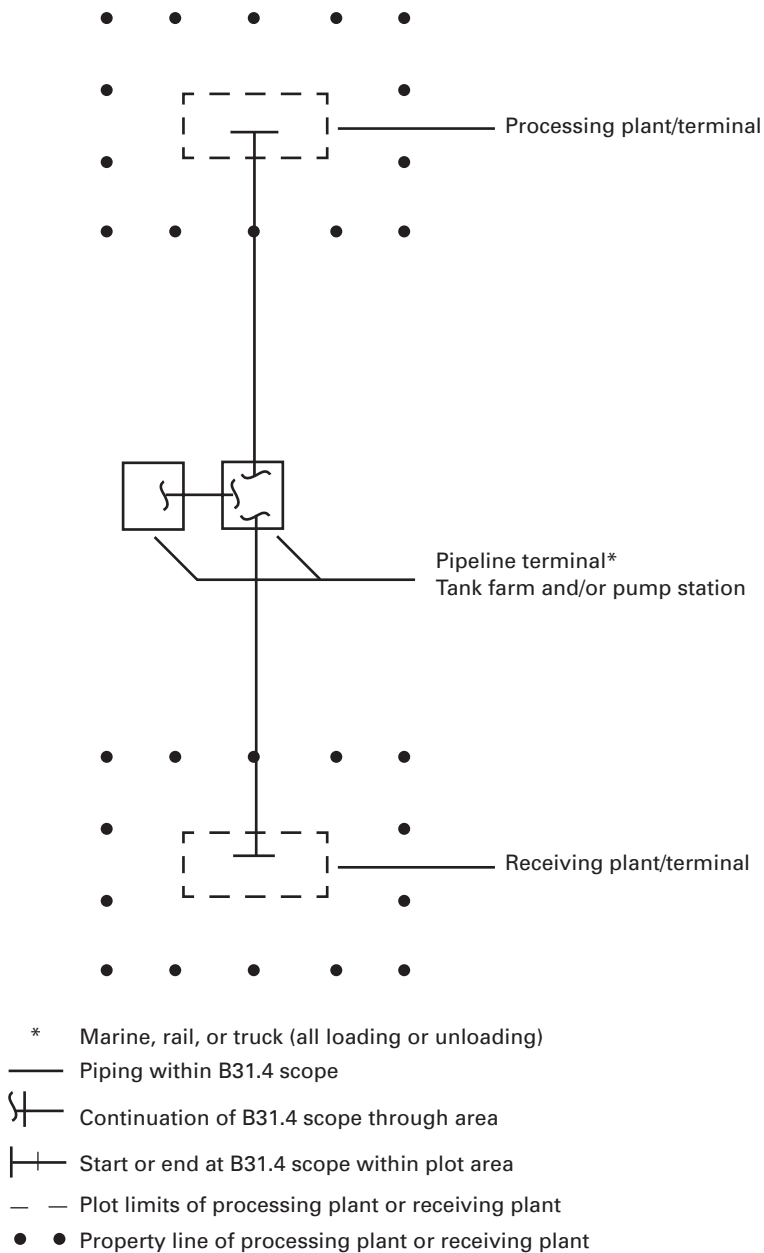 Processing plant/terminal
Pipeline terminal*
Tank farm and/or pump station
Receiving plant/terminal
* Marine, rail, or truck (all loading or unloading)
Piping within B31.4 scope
Continuation of B31.4 scope through area
Start or end at B31.4 scope within plot area
Plot limits of processing plant or receiving plant
Property line of processing plant or receiving plant